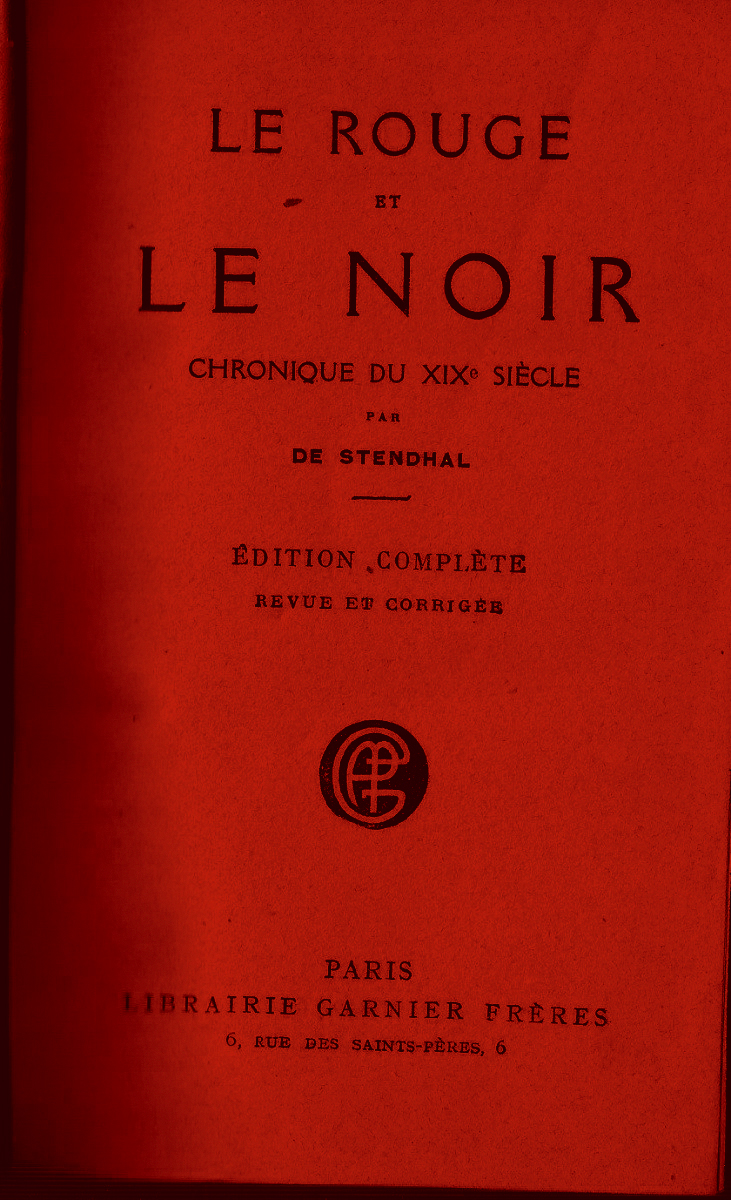 LE ROUGE
ET
LE NOIR
CHRONIQUE DU XIXe SIÈCLE
PAR
DE STENDHAL
ÉDITION COMPLÈTE
REVUE ET CORRIGÉE
PARIS
LIBRAIRIE GARNIER FRÈRES
6, RUE DES SAINTS-PÈRES, 6